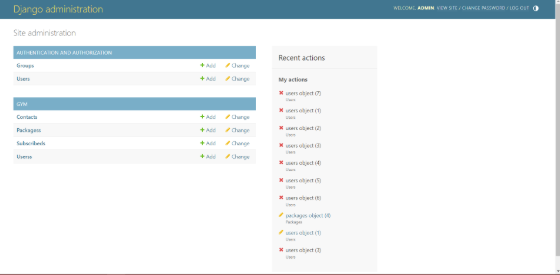 Django administration
WELCOME, ADMIN. VIEW SITE / CHANGE PASSWORD / LOG OUT
Site administration
AUTHENTICATION AND AUTHORIZATION
Groups + Add Change
Users + Add Change
GYM
Contacts + Add Change
Packagess + Add Change
Subscribeds + Add Change
Userss + Add Change
Recent actions
My actions
users object (7)
Users
users object (1)
Users
users object (2)
Users
users object (3)
Users
users object (4)
Users
users object (5)
Users
users object (6)
Users
packages object (4)
Packages
users object (1)
Users
users object (3)
Users